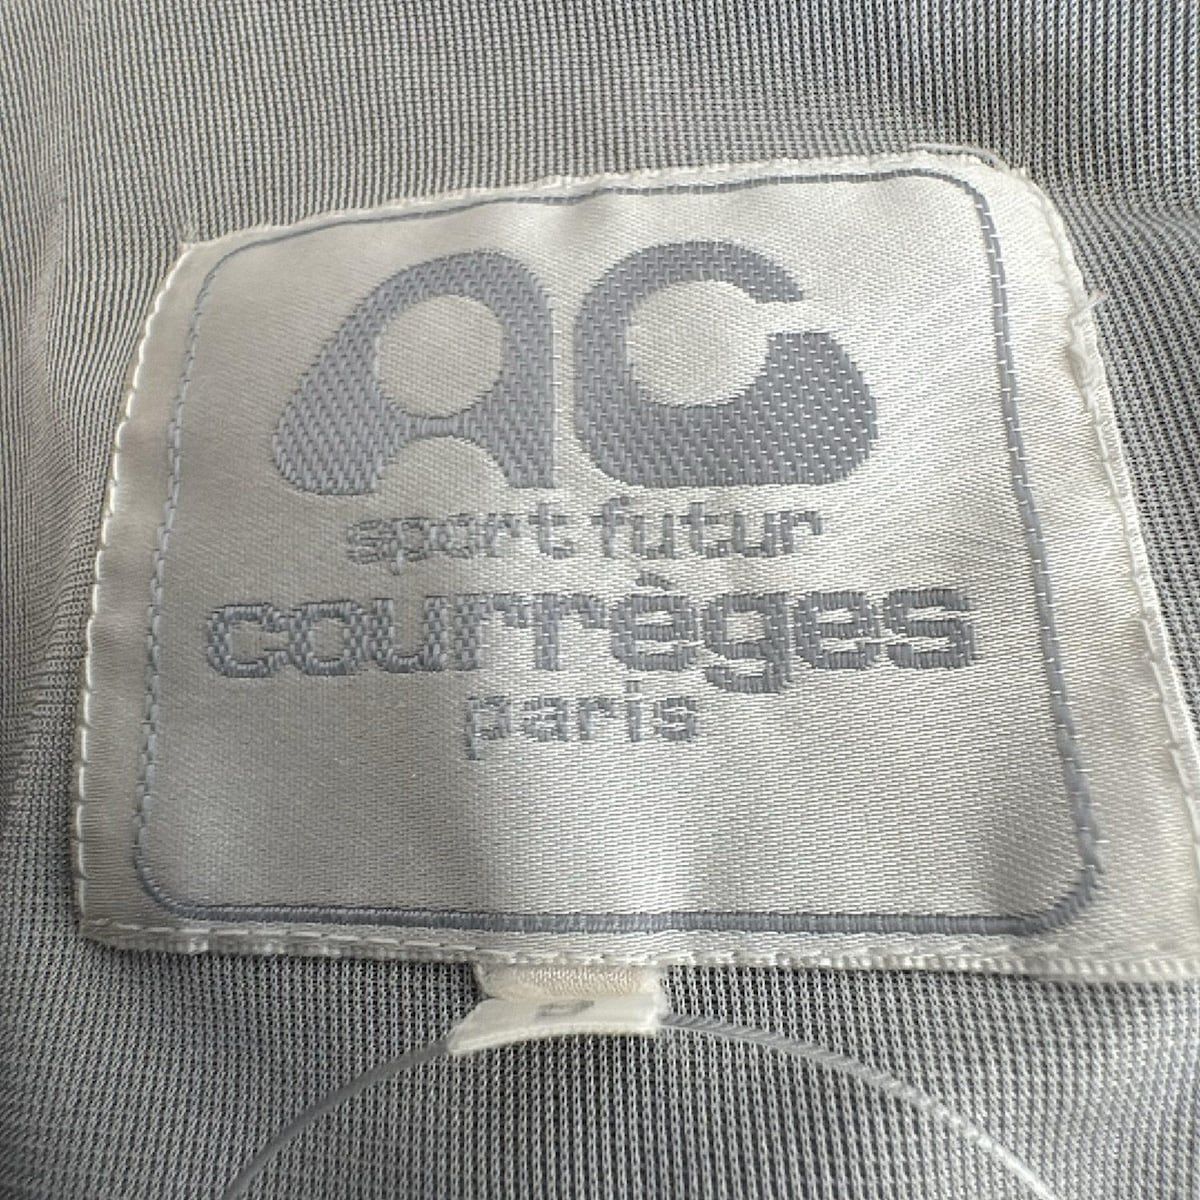 AC
sport futur
courrèges
paris